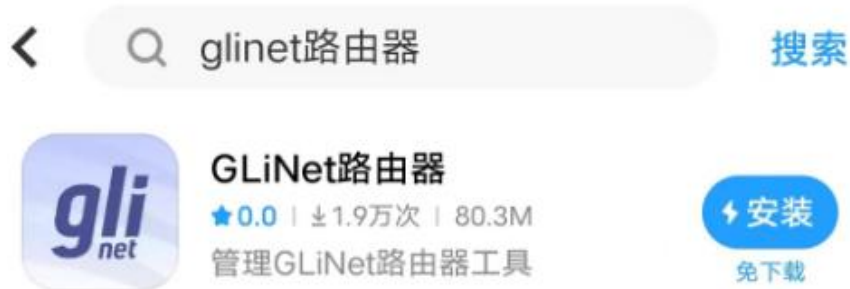 glinet路由器 搜索
gli
net
GLiNet路由器
0.0 | 1.9万次 | 80.3M
安装
管理GLiNet路由器工具
免下载